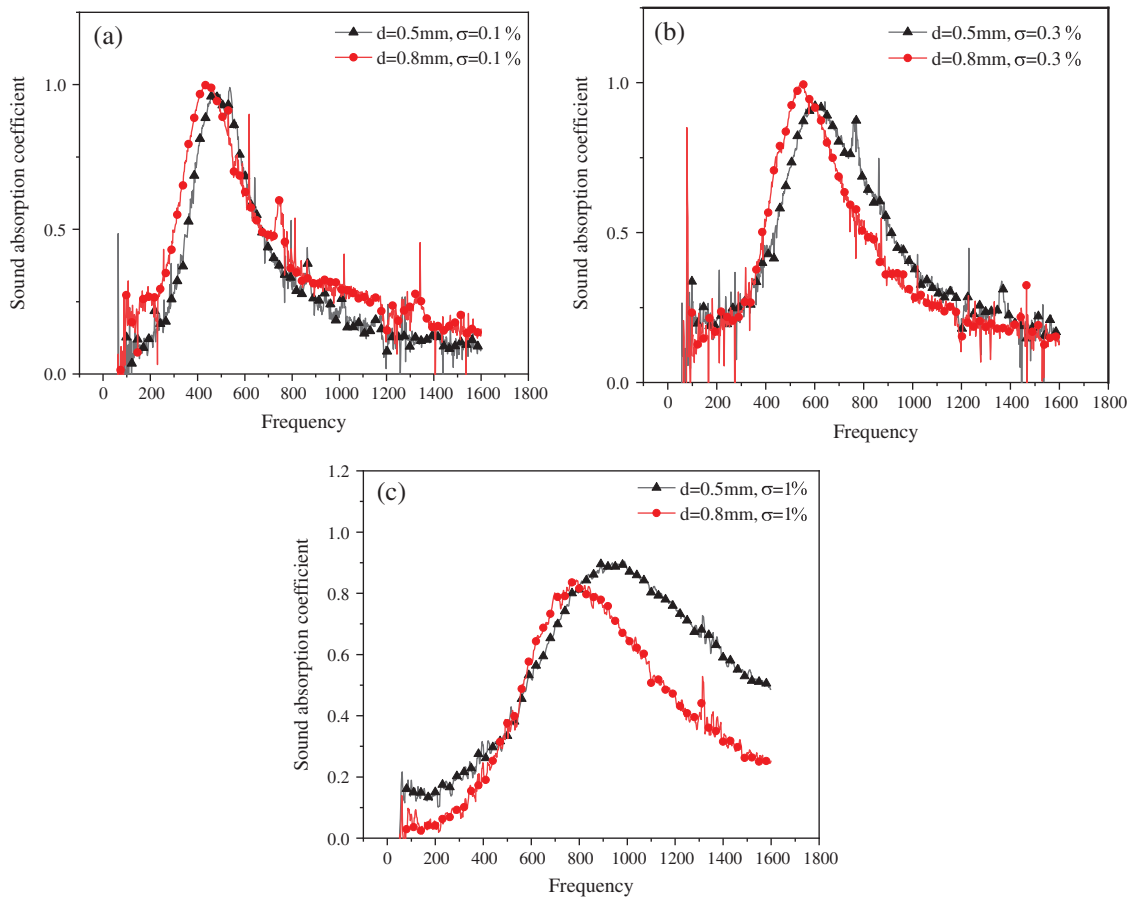 (a)
d=0.5mm, σ=0.1%
d=0.8mm, σ=0.1%
Sound absorption coefficient
1.0
0.5
0.0
0 200 400 600 800 1000 1200 1400 1600 1800
Frequency
(b)
d=0.5mm, σ=0.3%
d=0.8mm, σ=0.3%
Sound absorption coefficient
1.0
0.5
0.0
0 200 400 600 800 1000 1200 1400 1600 1800
Frequency
(c)
d=0.5mm, σ=1%
d=0.8mm, σ=1%
Sound absorption coefficient
1.2
1.0
0.8
0.6
0.4
0.2
0.0
0 200 400 600 800 1000 1200 1400 1600 1800
Frequency